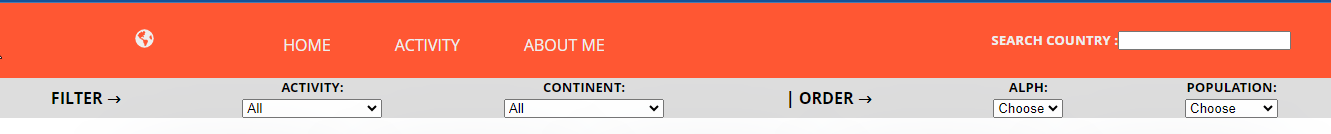 HOME ACTIVITY ABOUT ME SEARCH COUNTRY :
FILTER → ACTIVITY: CONTINENT: | ORDER → ALPH: POPULATION:
All All Choose Choose